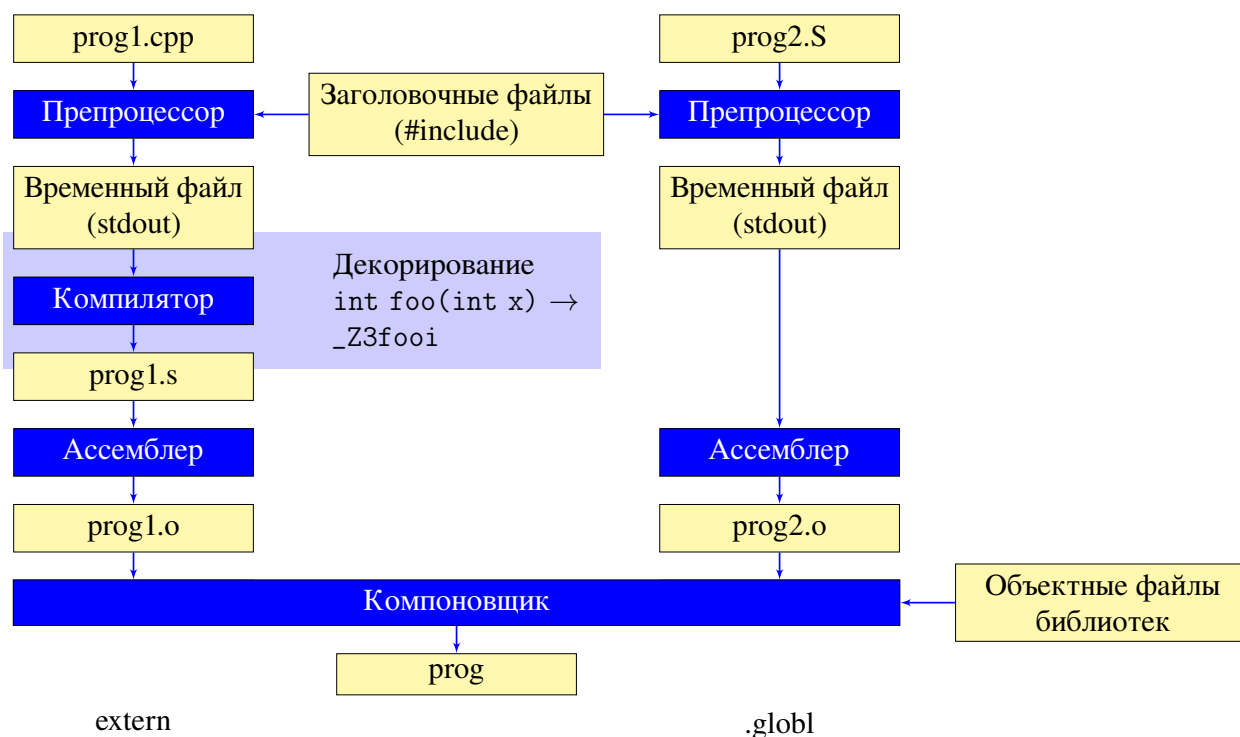 prog1.cpp
prog2.S
Препроцессор
Заголовочные файлы
(#include)
Препроцессор
Временный файл
(stdout)
Временный файл
(stdout)
Компилятор
Декорирование
int foo(int x) →
_Z3fooi
prog1.s
Ассемблер
Ассемблер
prog1.o
prog2.o
Компоновщик
Объектные файлы
библиотек
prog
extern
.globl